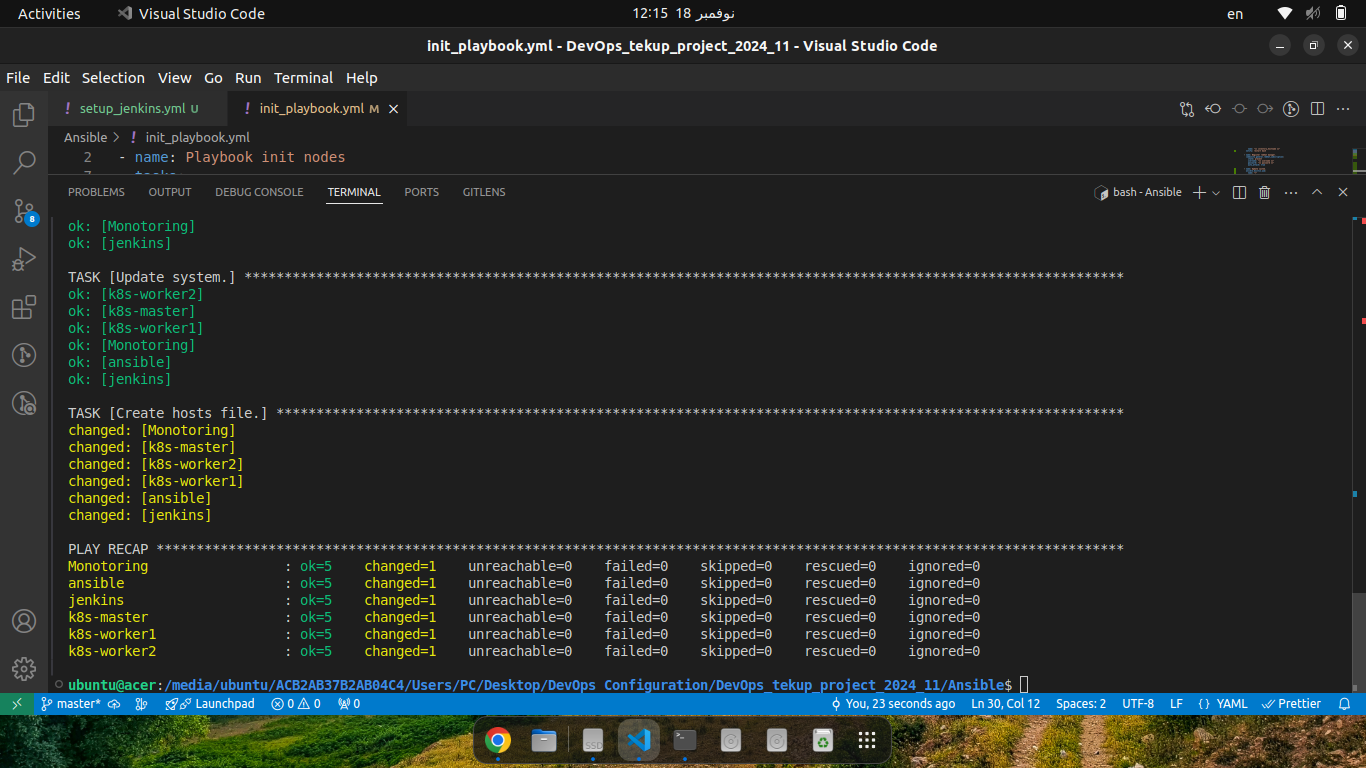 Activities
Visual Studio Code
18 نوفمبر 12:15
en
init_playbook.yml - DevOps_tekup_project_2024_11 - Visual Studio Code
File Edit Selection View Go Run Terminal Help
! setup_jenkins.yml U
! init_playbook.yml M
Ansible > ! init_playbook.yml
2 - name: Playbook init nodes
PROBLEMS OUTPUT DEBUG CONSOLE TERMINAL PORTS GITLENS
bash - Ansible
ok: [Monotoring]
ok: [jenkins]
TASK [Update system.] **************************************************************************************************************
ok: [k8s-worker2]
ok: [k8s-master]
ok: [k8s-worker1]
ok: [Monotoring]
ok: [ansible]
ok: [jenkins]
TASK [Create hosts file.] **********************************************************************************************************
changed: [Monotoring]
changed: [k8s-master]
changed: [k8s-worker2]
changed: [k8s-worker1]
changed: [ansible]
changed: [jenkins]
PLAY RECAP *************************************************************************************************************************
Monotoring : ok=5 changed=1 unreachable=0 failed=0 skipped=0 rescued=0 ignored=0
ansible : ok=5 changed=1 unreachable=0 failed=0 skipped=0 rescued=0 ignored=0
jenkins : ok=5 changed=1 unreachable=0 failed=0 skipped=0 rescued=0 ignored=0
k8s-master : ok=5 changed=1 unreachable=0 failed=0 skipped=0 rescued=0 ignored=0
k8s-worker1 : ok=5 changed=1 unreachable=0 failed=0 skipped=0 rescued=0 ignored=0
k8s-worker2 : ok=5 changed=1 unreachable=0 failed=0 skipped=0 rescued=0 ignored=0
ubuntu@acer:/media/ubuntu/ACB2AB37B2AB04C4/Users/PC/Desktop/DevOps Configuration/DevOps_tekup_project_2024_11/Ansible$
8
master* Launchpad 0 0 0
You, 23 seconds ago Ln 30, Col 12 Spaces: 2 UTF-8 LF {} YAML Prettier
SSD